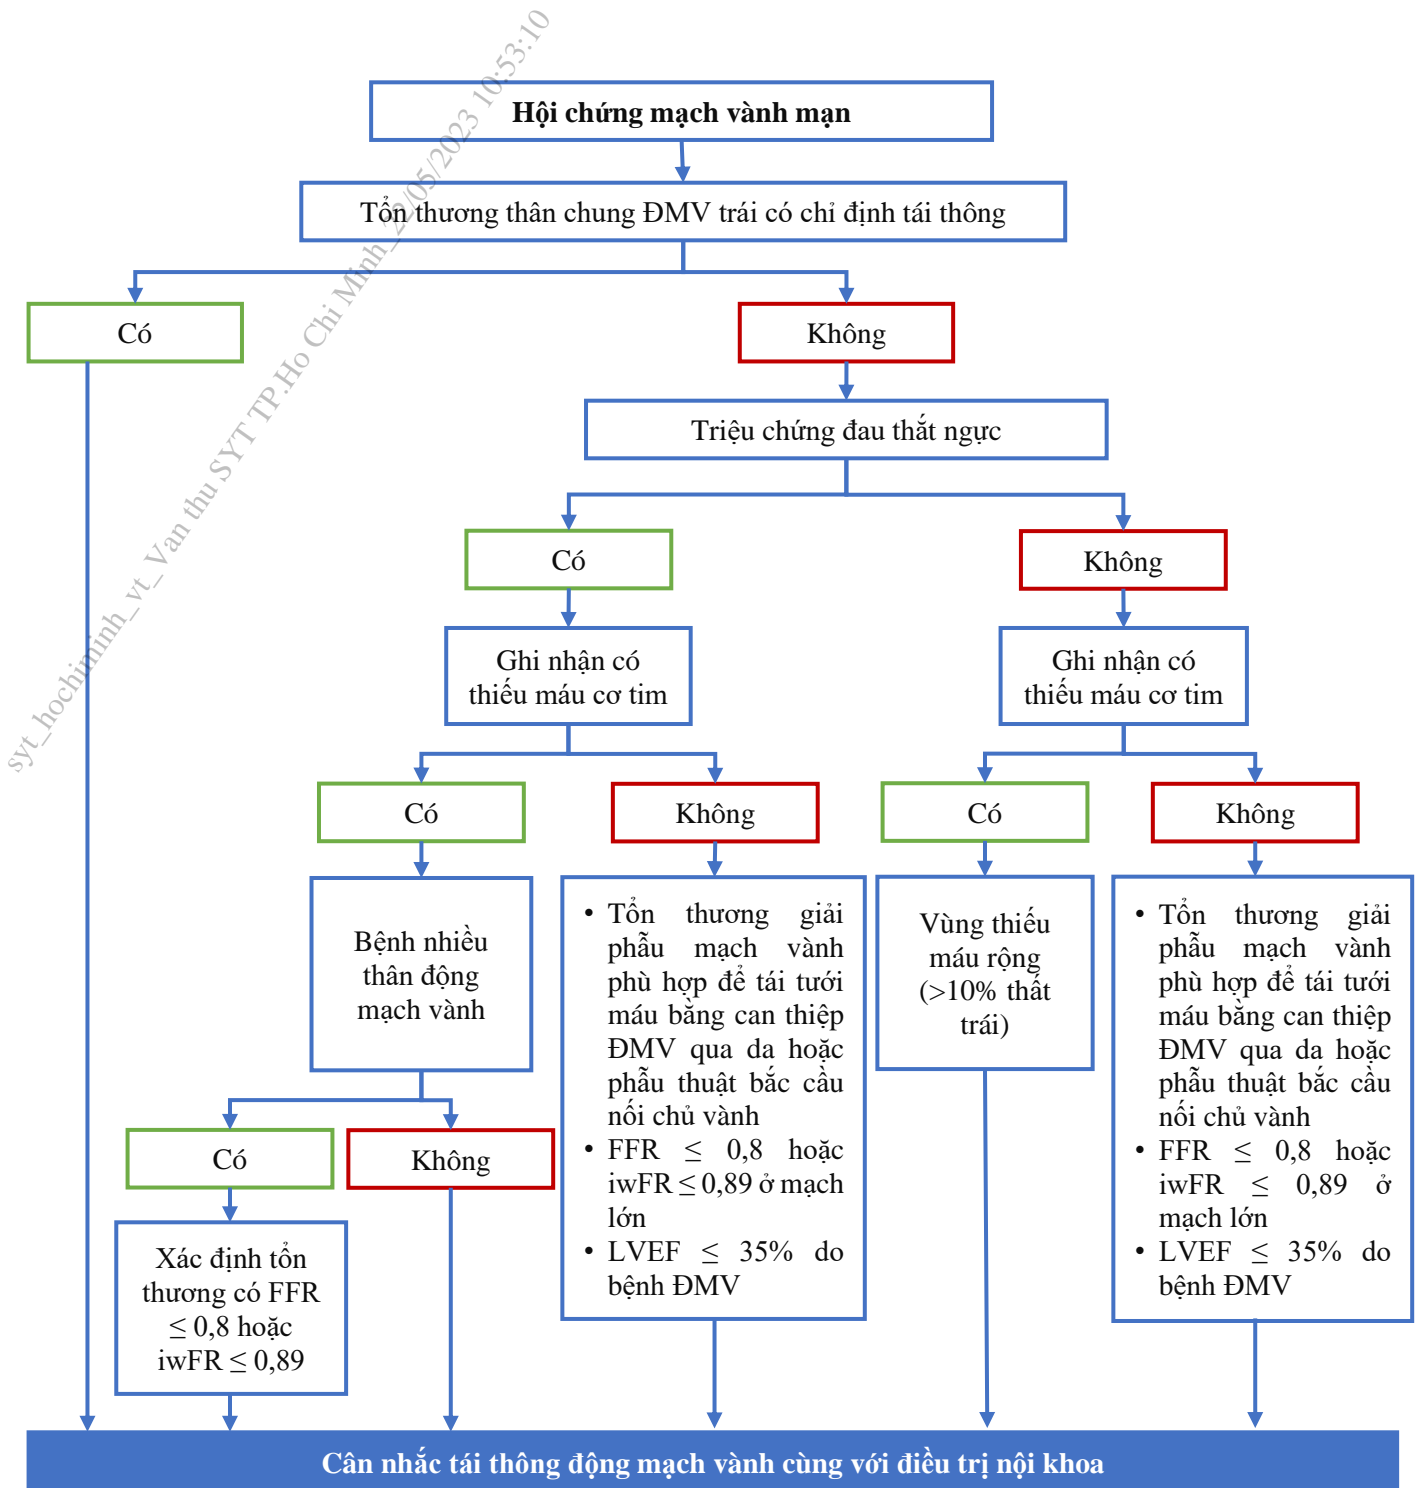 syt_hochiminh_vt_Van thu SYT TP.Ho Chi Minh_22/05/2023 10:53:10
Hội chứng mạch vành mạn
Tổn thương thân chung ĐMV trái có chỉ định tái thông
Có
Không
Triệu chứng đau thắt ngực
Có
Không
Ghi nhận có
thiếu máu cơ tim
Ghi nhận có
thiếu máu cơ tim
Có
Không
Có
Không
Bệnh nhiều
thân động
mạch vành
• Tổn thương giải
phẫu mạch vành
phù hợp để tái tưới
máu bằng can thiệp
ĐMV qua da hoặc
phẫu thuật bắc cầu
nối chủ vành
• FFR ≤ 0,8 hoặc
iwFR ≤ 0,89 ở mạch
lớn
• LVEF ≤ 35% do
bệnh ĐMV
Vùng thiếu
máu rộng
(>10% thất
trái)
• Tổn thương giải
phẫu mạch vành
phù hợp để tái tưới
máu bằng can thiệp
ĐMV qua da hoặc
phẫu thuật bắc cầu
nối chủ vành
• FFR ≤ 0,8 hoặc
iwFR ≤ 0,89 ở
mạch lớn
• LVEF ≤ 35% do
bệnh ĐMV
Có
Không
Xác định tổn
thương có FFR
≤ 0,8 hoặc
iwFR ≤ 0,89
Cân nhắc tái thông động mạch vành cùng với điều trị nội khoa